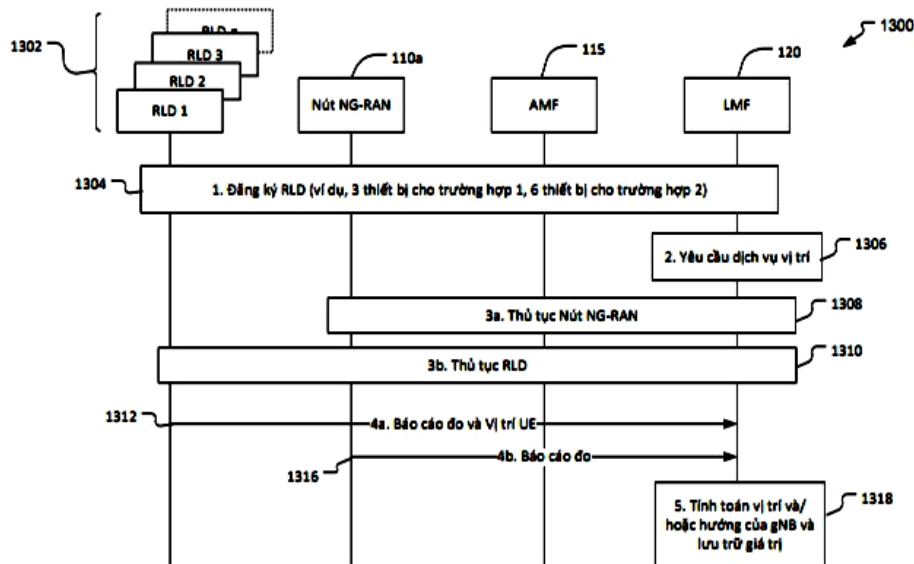 1302
RLD
RLD 3
RLD 2
RLD 1
110a
Nút NG-RAN
115
AMF
120
LMF
1300
1304
1. Đăng ký RLD (ví dụ, 3 thiết bị cho trường hợp 1, 6 thiết bị cho trường hợp 2)
2. Yêu cầu dịch vụ vị trí
1306
3a. Thủ tục Nút NG-RAN
1308
3b. Thủ tục RLD
1310
1312
4a. Báo cáo đo và Vị trí UE
1316
4b. Báo cáo đo
5. Tính toán vị trí và/
hoặc hướng của gNB và
lưu trữ giá trị
1318